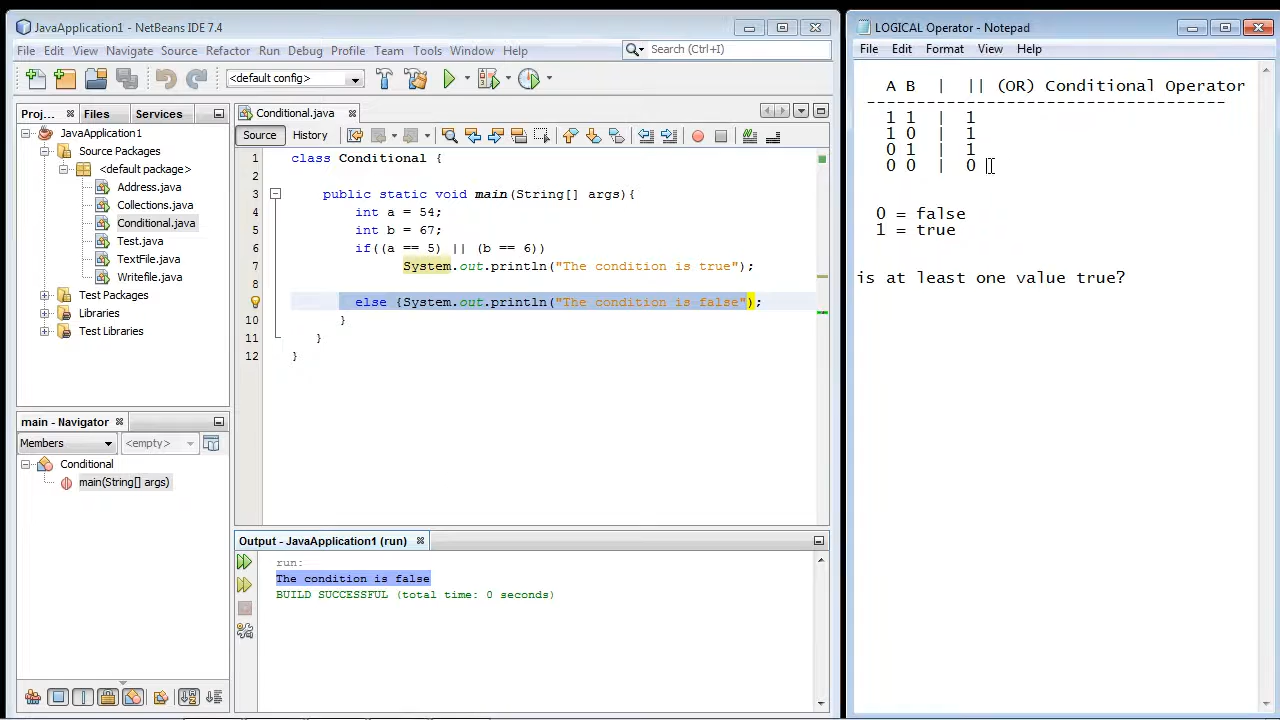 JavaApplication1 - NetBeans IDE 7.4
File Edit View Navigate Source Refactor Run Debug Profile Team Tools Window Help
Search (Ctrl+I)
<default config>
Proj... Files Services
JavaApplication1
Source Packages
<default package>
Address.java
Collections.java
Conditional.java
Test.java
TextFile.java
Writefile.java
Test Packages
Libraries
Test Libraries
main - Navigator
Members <empty>
Conditional
main(String[] args)
Conditional.java
Source History
1 class Conditional {
2
3 public static void main(String[] args){
4 int a = 54;
5 int b = 67;
6 if((a == 5) || (b == 6))
7 System.out.println("The condition is true");
8
else {System.out.println("The condition is false");
10 }
11 }
12 }
Output - JavaApplication1 (run)
run:
The condition is false
BUILD SUCCESSFUL (total time: 0 seconds)
LOGICAL Operator - Notepad
File Edit Format View Help
A B | || (OR) Conditional Operator
-----------------------------------
1 1 | 1
1 0 | 1
0 1 | 1
0 0 | 0
0 = false
1 = true
is at least one value true?